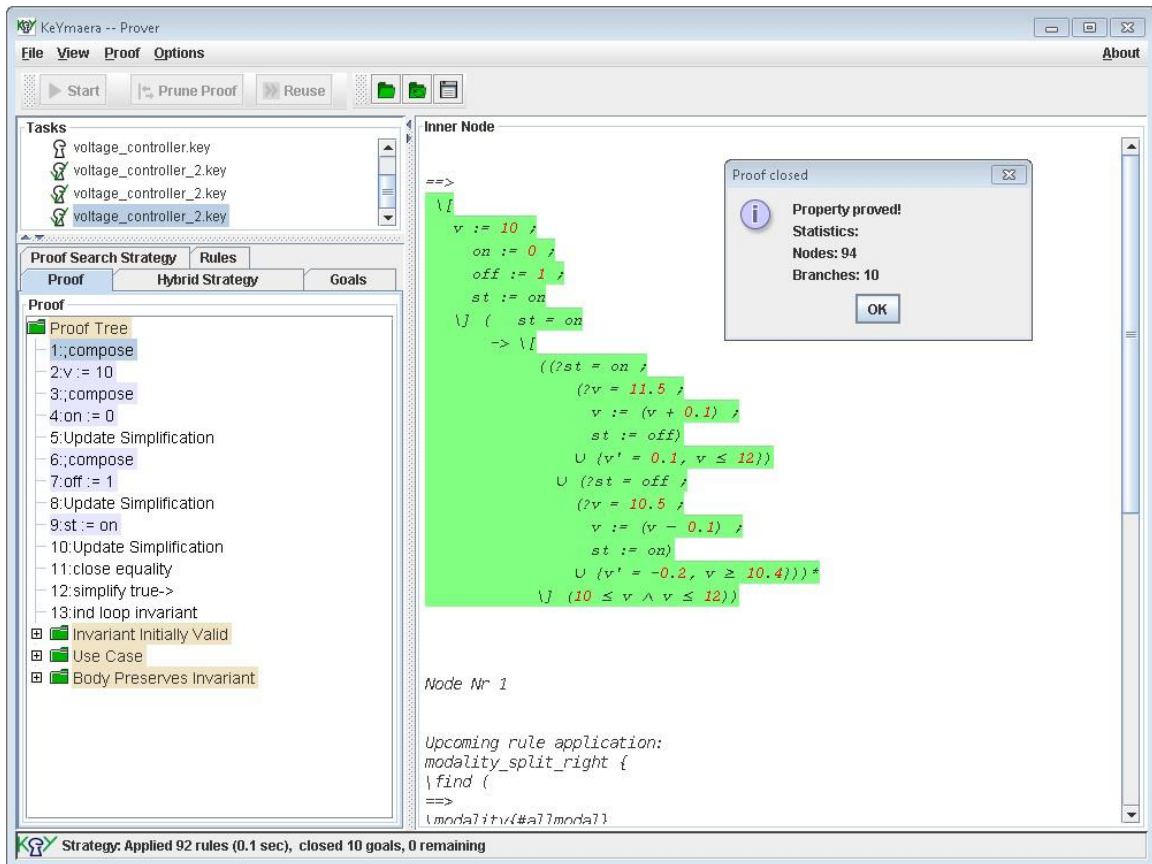 KeYmaera -- Prover
File View Proof Options About
Start Prune Proof Reuse
Tasks
voltage_controller.key
voltage_controller_2.key
voltage_controller_2.key
voltage_controller_2.key
Proof Search Strategy Rules
Proof Hybrid Strategy Goals
Proof
Proof Tree
1:;compose
2:v := 10
3:;compose
4:on := 0
5:Update Simplification
6:;compose
7:off := 1
8:Update Simplification
9:st := on
10:Update Simplification
11:close equality
12:simplify true->
13:ind loop invariant
Invariant Initially Valid
Use Case
Body Preserves Invariant
Inner Node
==>
\[
v := 10 ;
on := 0 ;
off := 1 ;
st := on
\] ( st = on
-> \[
((?st = on ;
(?v = 11.5 ;
v := (v + 0.1) ;
st := off)
∪ {v' = 0.1, v ≤ 12})
∪ (?st = off ;
(?v = 10.5 ;
v := (v − 0.1) ;
st := on)
∪ {v' = -0.2, v ≥ 10.4}))*
\] (10 ≤ v ∧ v ≤ 12))
Node Nr 1
Upcoming rule application:
modality_split_right {
\find (
==>
\modality{#allmodal}
Proof closed
Property proved!
Statistics:
Nodes: 94
Branches: 10
OK
KeY Strategy: Applied 92 rules (0.1 sec), closed 10 goals, 0 remaining